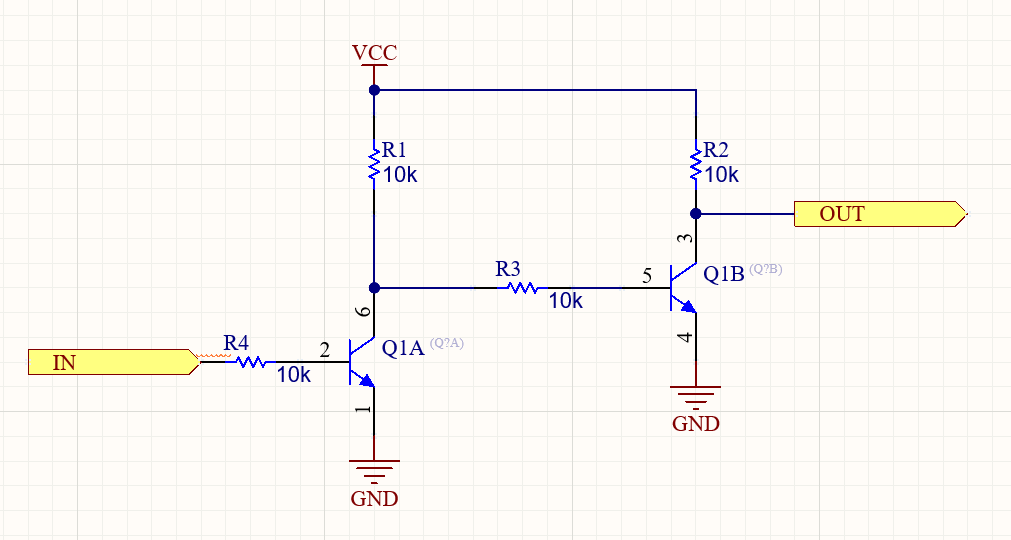 VCC
R1
10k
R2
10k
OUT
3
R3
10k
5
Q1B (Q?B)
4
GND
6
IN
R4
10k
2
Q1A (Q?A)
1
GND